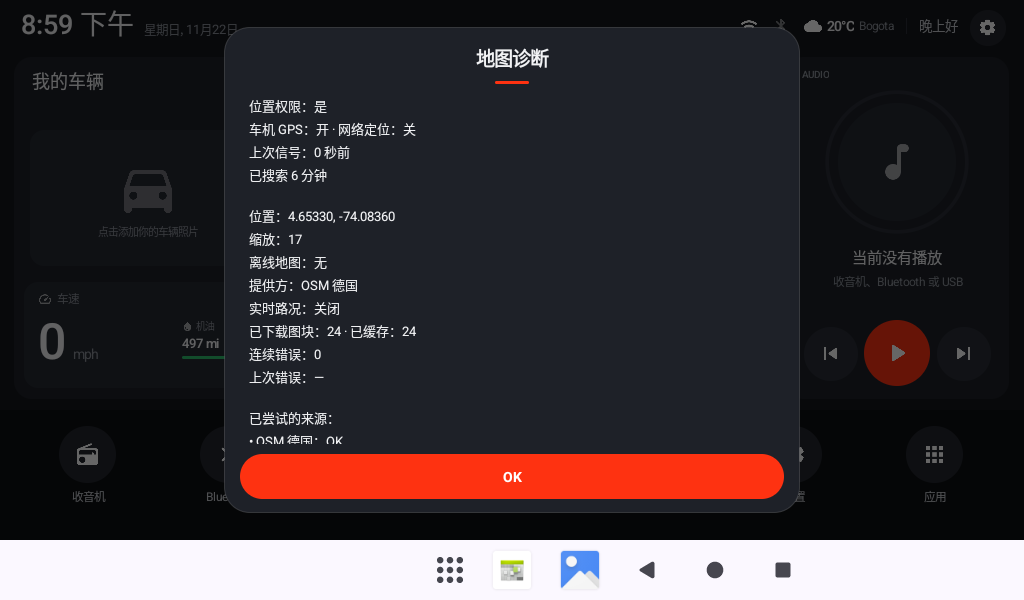 8:59 下午 星期日, 11月22日
20°C Bogota 晚上好
我的车辆
点击添加你的车辆照片
车速
0 mph
机油
497 mi
地图诊断
位置权限：是
车机 GPS：开 · 网络定位：关
上次信号：0 秒前
已搜索 6 分钟
位置：4.65330, -74.08360
缩放：17
离线地图：无
提供方：OSM 德国
实时路况：关闭
已下载图块：24 · 已缓存：24
连续错误：0
上次错误：—
已尝试的来源：
• OSM 德国：OK
OK
AUDIO
当前没有播放
收音机、Bluetooth 或 USB
收音机
应用